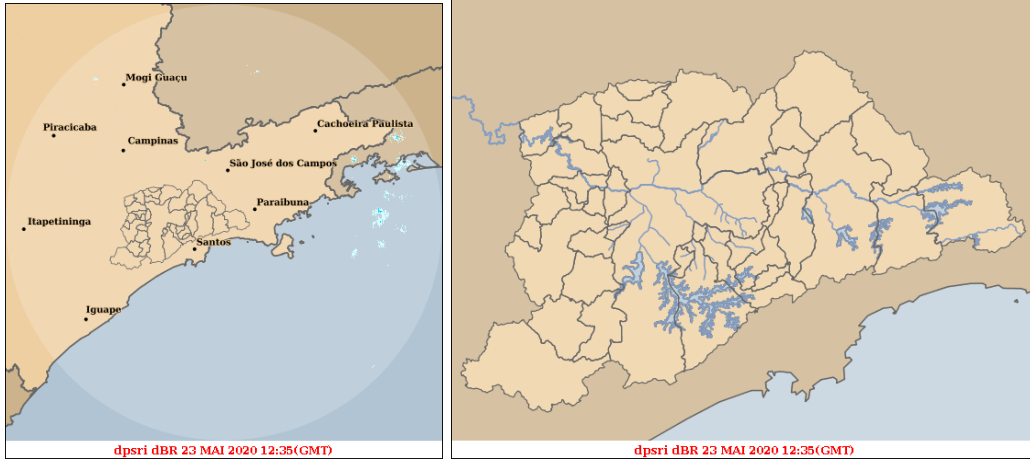 Mogi Guaçu
Cachoeira Paulista
Piracicaba
Campinas
São José dos Campos
Paraibuna
Itapetininga
Santos
Iguape
dpsri dBR 23 MAI 2020 12:35(GMT)
dpsri dBR 23 MAI 2020 12:35(GMT)